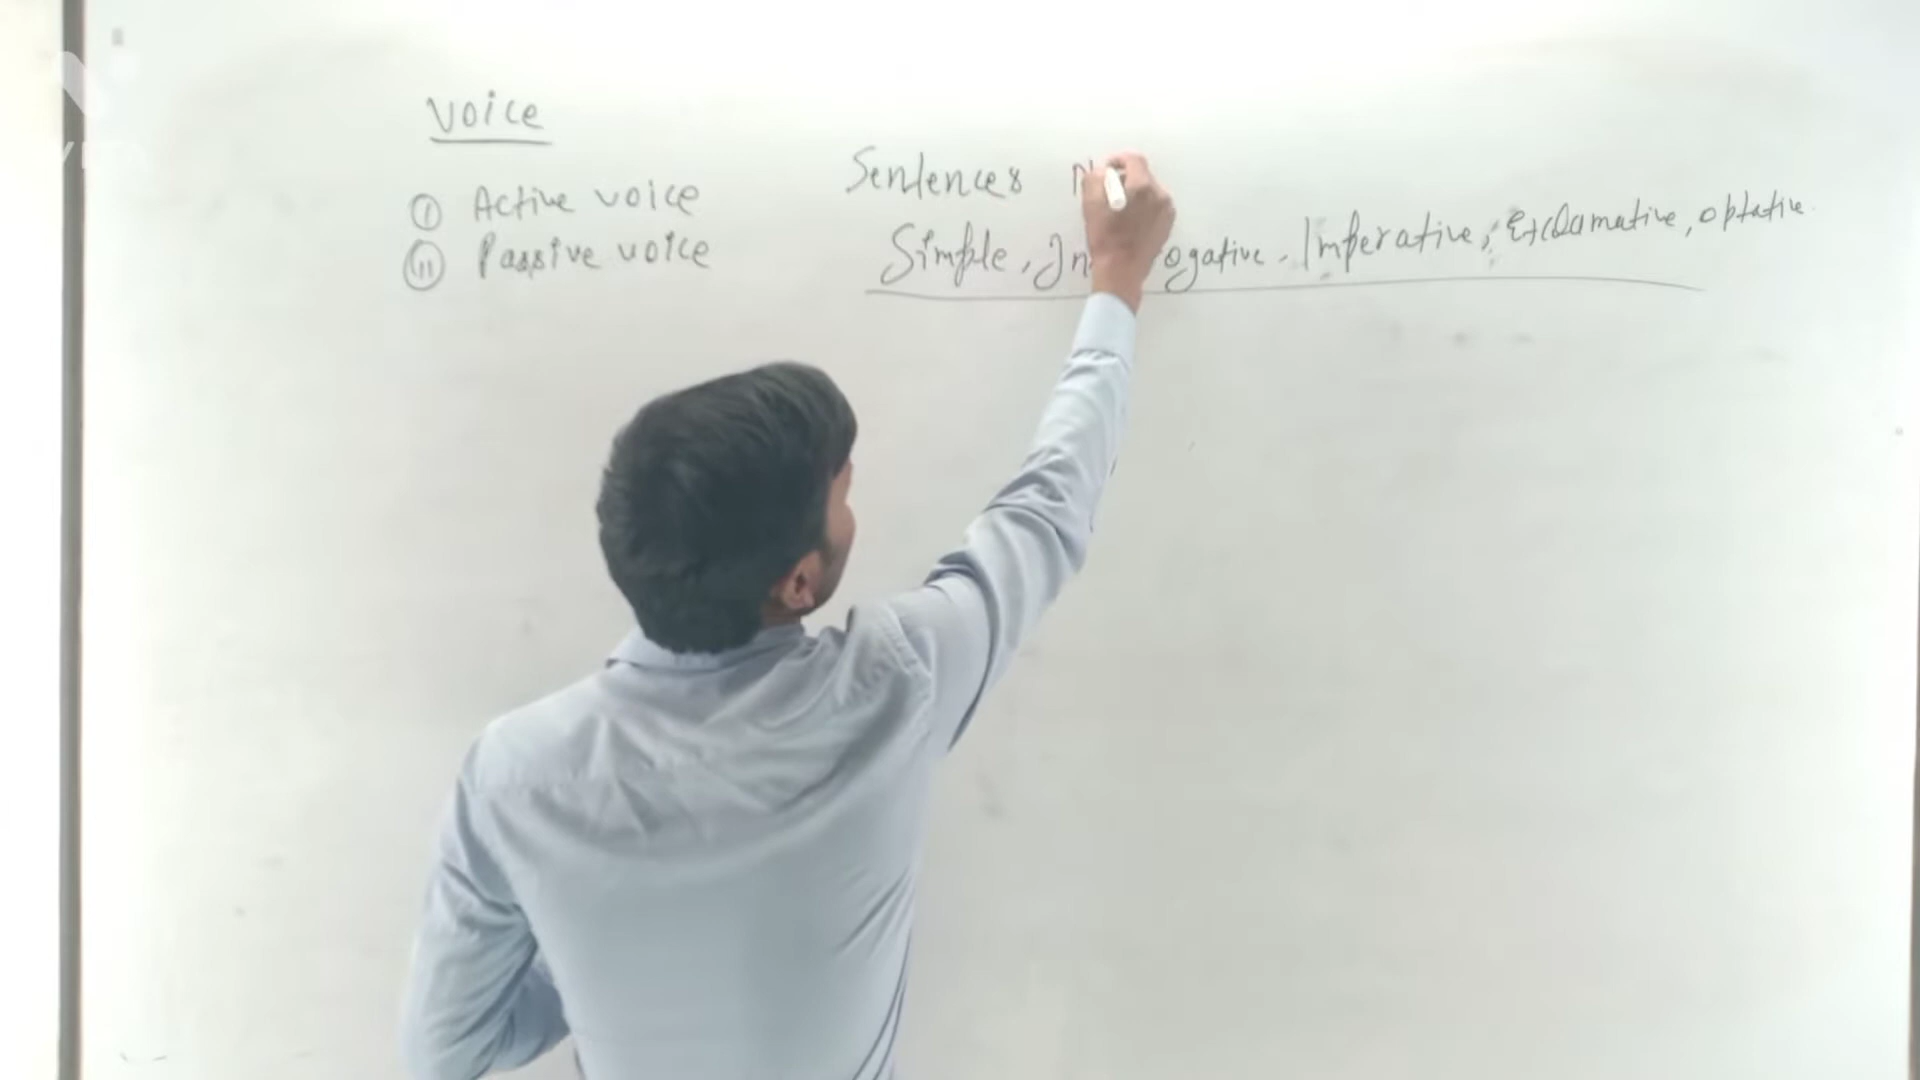 Voice
(I) Active voice
(II) Passive voice
Sentences
Simple, Imperative, Exclamative, optative.